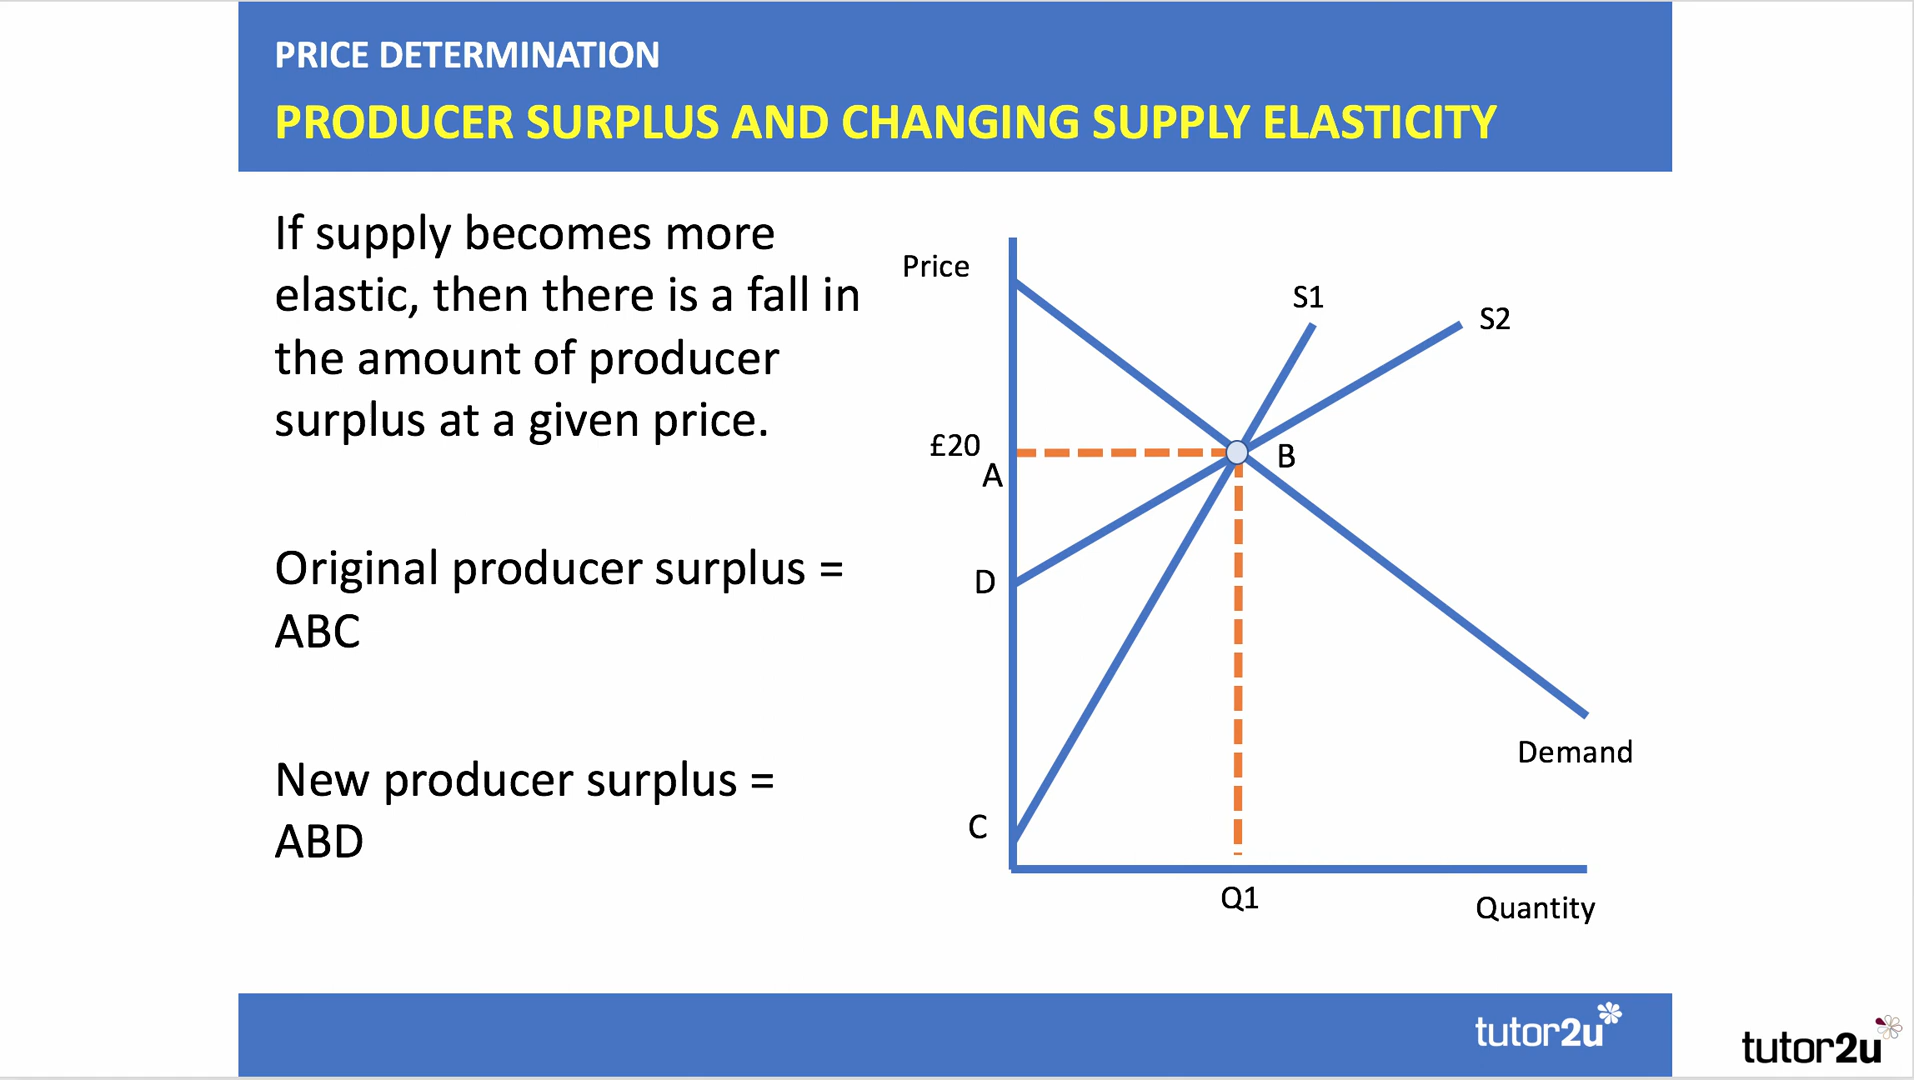 PRICE DETERMINATION
PRODUCER SURPLUS AND CHANGING SUPPLY ELASTICITY
If supply becomes more
elastic, then there is a fall in
the amount of producer
surplus at a given price.
Original producer surplus =
ABC
New producer surplus =
ABD
Price
S1
S2
£20
A
B
D
C
Demand
Q1
Quantity
tutor2u
tutor2u